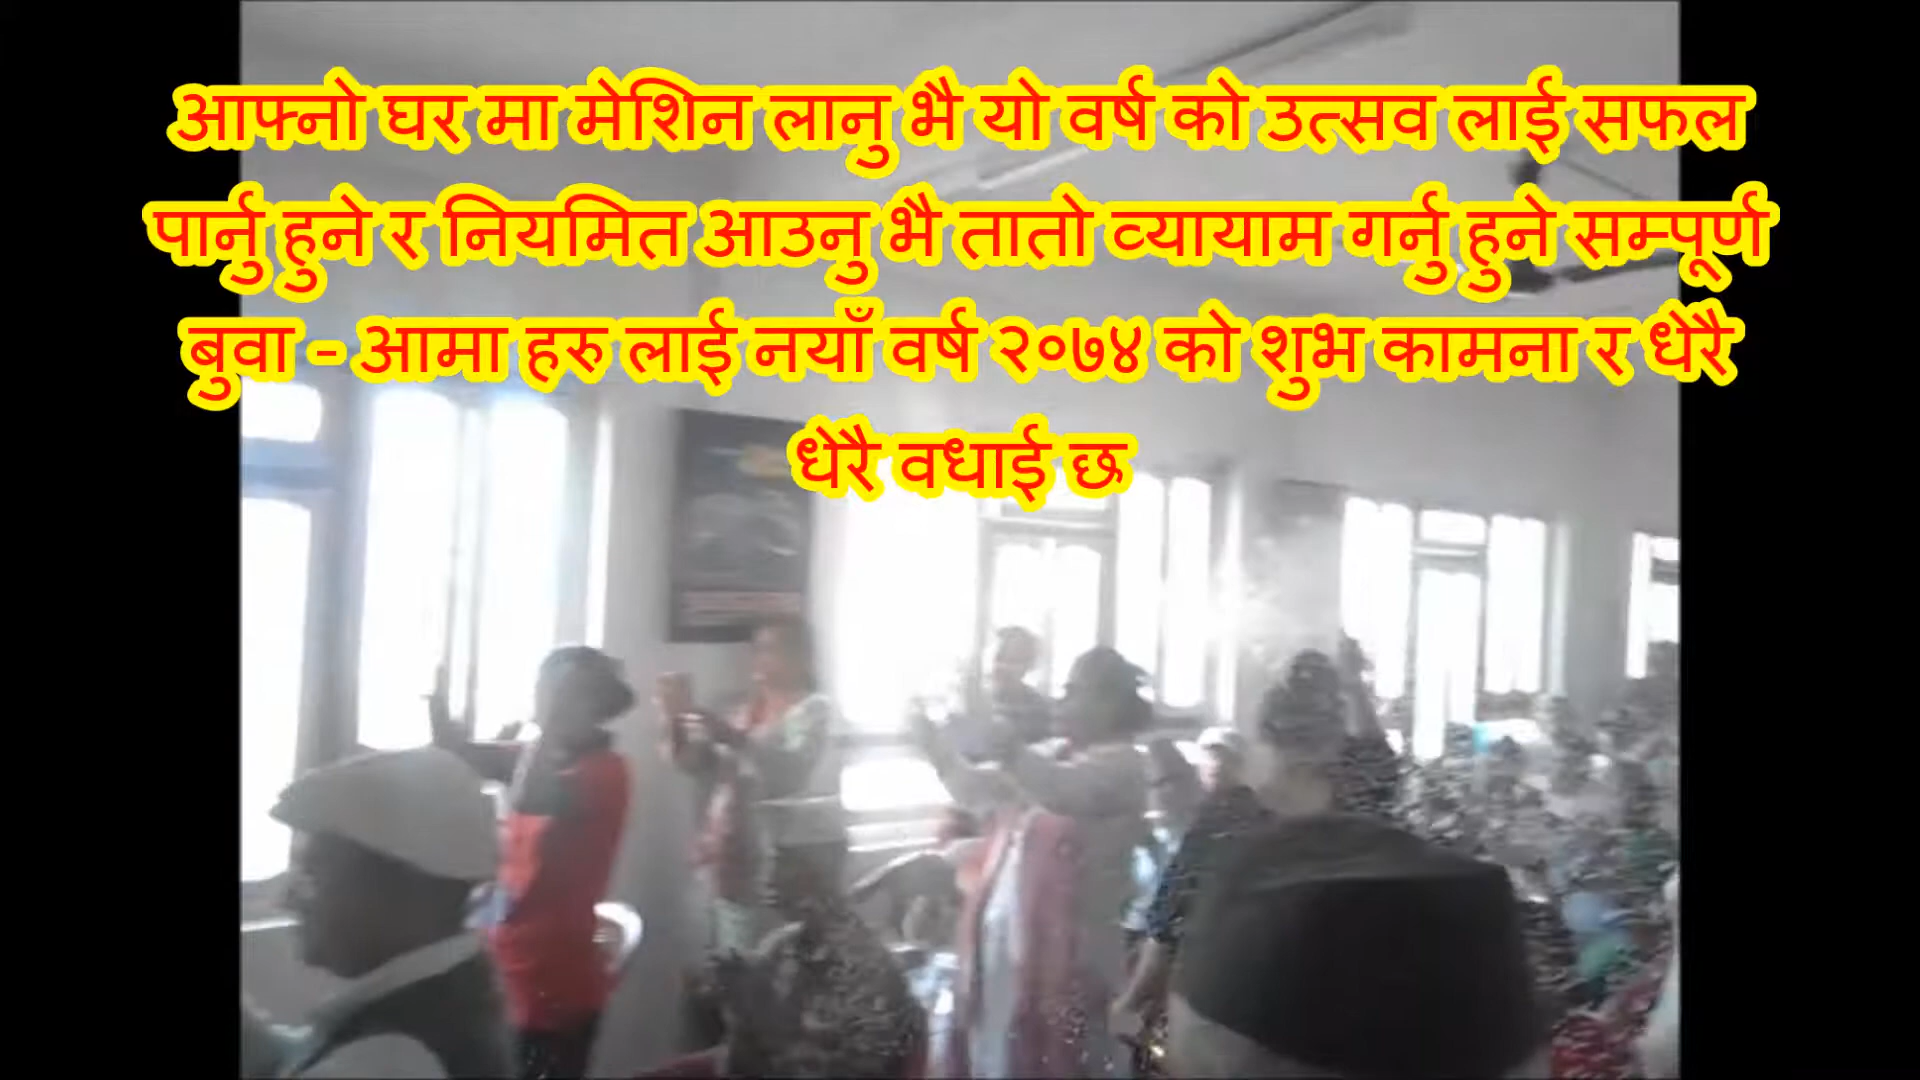 आफ्नो घर मा मेशिन लानु भै यो वर्ष को उत्सव लाई सफल
पार्नु हुने र नियमित आउनु भै तातो व्यायाम गर्नु हुने सम्पूर्ण
बुवा - आमा हरु लाई नयाँ वर्ष २०७४ को शुभ कामना र धेरै
धेरै वधाई छ